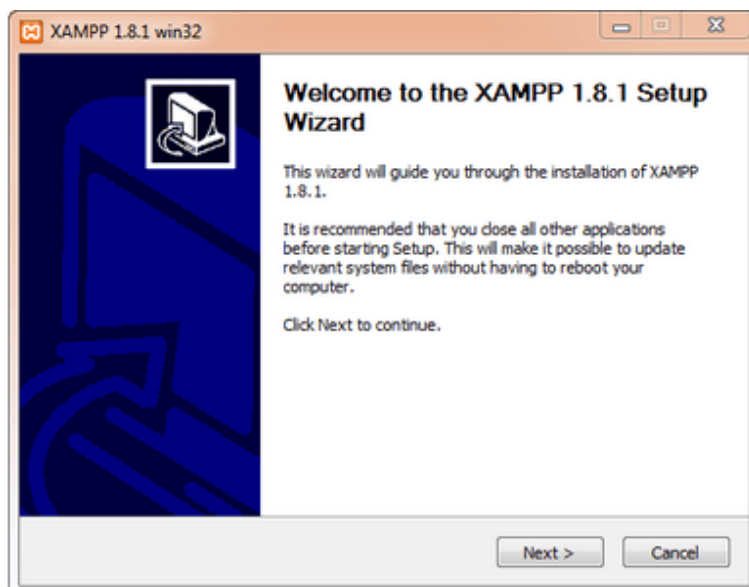 XAMPP 1.8.1 win32
Welcome to the XAMPP 1.8.1 Setup
Wizard
This wizard will guide you through the installation of XAMPP
1.8.1.
It is recommended that you close all other applications
before starting Setup. This will make it possible to update
relevant system files without having to reboot your
computer.
Click Next to continue.
Next >
Cancel